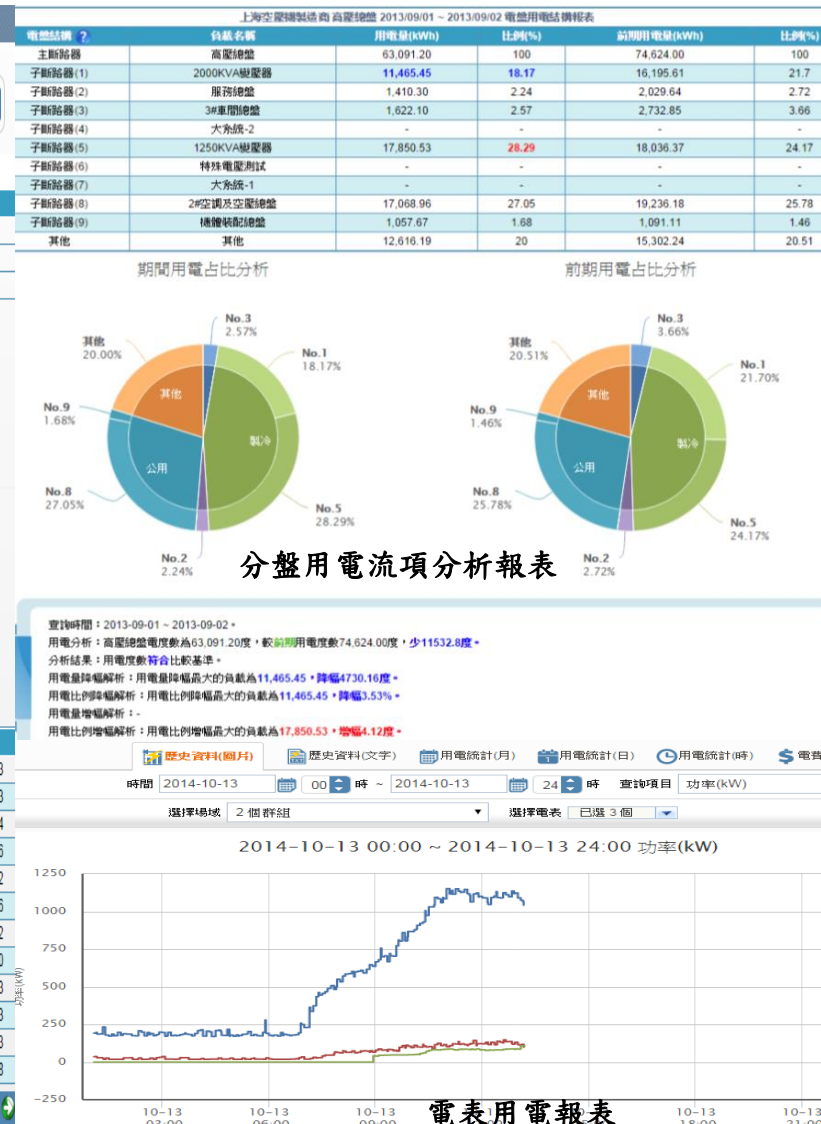 上海空壓機製造商 高壓總盤 2013/09/01 ~ 2013/09/02 電盤用電結構報表
電盤結構 ? 負載名稱 用電量(kWh) 比例(%) 前期用電量(kWh) 比例(%)
主斷路器 高壓總盤 63,091.20 100 74,624.00 100
子斷路器(1) 2000KVA變壓器 11,465.45 18.17 16,195.61 21.7
子斷路器(2) 服務總盤 1,410.30 2.24 2,029.64 2.72
子斷路器(3) 3#車間總盤 1,622.10 2.57 2,732.85 3.66
子斷路器(4) 大系統-2 - - - -
子斷路器(5) 1250KVA變壓器 17,850.53 28.29 18,036.37 24.17
子斷路器(6) 特殊電壓測試 - - - -
子斷路器(7) 大系統-1 - - - -
子斷路器(8) 2#空調及空壓總盤 17,068.96 27.05 19,236.18 25.78
子斷路器(9) 機體裝配總盤 1,057.67 1.68 1,091.11 1.46
其他 其他 12,616.19 20 15,302.24 20.51
期間用電占比分析
No.3
2.57%
No.1
18.17%
其他
20.00%
其他
製冷
公用
No.9
1.68%
No.8
27.05%
No.5
28.29%
No.2
2.24%
前期用電占比分析
No.3
3.66%
No.1
21.70%
其他
20.51%
其他
製冷
公用
No.9
1.46%
No.8
25.78%
No.5
24.17%
No.2
2.72%
分盤用電流項分析報表
查詢時間：2013-09-01 ~ 2013-09-02。
用電分析：高壓總盤電度數為63,091.20度，較前期用電度數74,624.00度，少11532.8度。
分析結果：用電度數符合比較基準。
用電量降幅解析：用電量降幅最大的負載為11,465.45，降幅4730.16度。
用電比例降幅解析：用電比例降幅最大的負載為11,465.45，降幅3.53%。
用電量增幅解析：-
用電比例增幅解析：用電比例增幅最大的負載為17,850.53，增幅4.12度。
歷史資料(圖片) 歷史資料(文字) 用電統計(月) 用電統計(日) 用電統計(時) $ 電費
時間 2014-10-13 00 時 ~ 2014-10-13 24 時 查詢項目 功率(kW)
選擇場域 2 個群組 選擇電表 已選 3 個
2014-10-13 00:00 ~ 2014-10-13 24:00 功率(kW)
1250
1000
750
500
250
0
-250
功率(kW)
10-13 10-13 10-13 10-13 10-13
03:00 06:00 09:00 18:00 21:00
電表用電報表